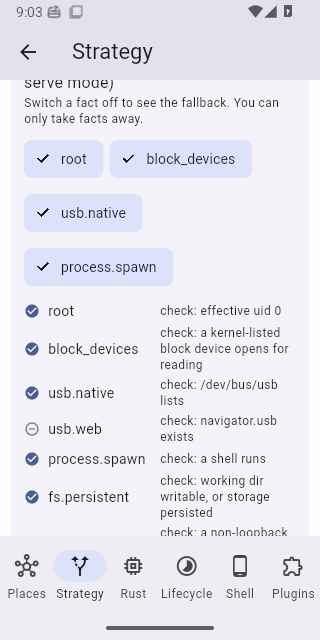 9:03
Strategy
serve mode)
Switch a fact off to see the fallback. You can
only take facts away.
root
block_devices
usb.native
process.spawn
root
check: effective uid 0
block_devices
check: a kernel-listed
block device opens for
reading
usb.native
check: /dev/bus/usb
lists
usb.web
check: navigator.usb
exists
process.spawn
check: a shell runs
fs.persistent
check: working dir
writable, or storage
persisted
check: a non-loopback
Places
Strategy
Rust
Lifecycle
Shell
Plugins